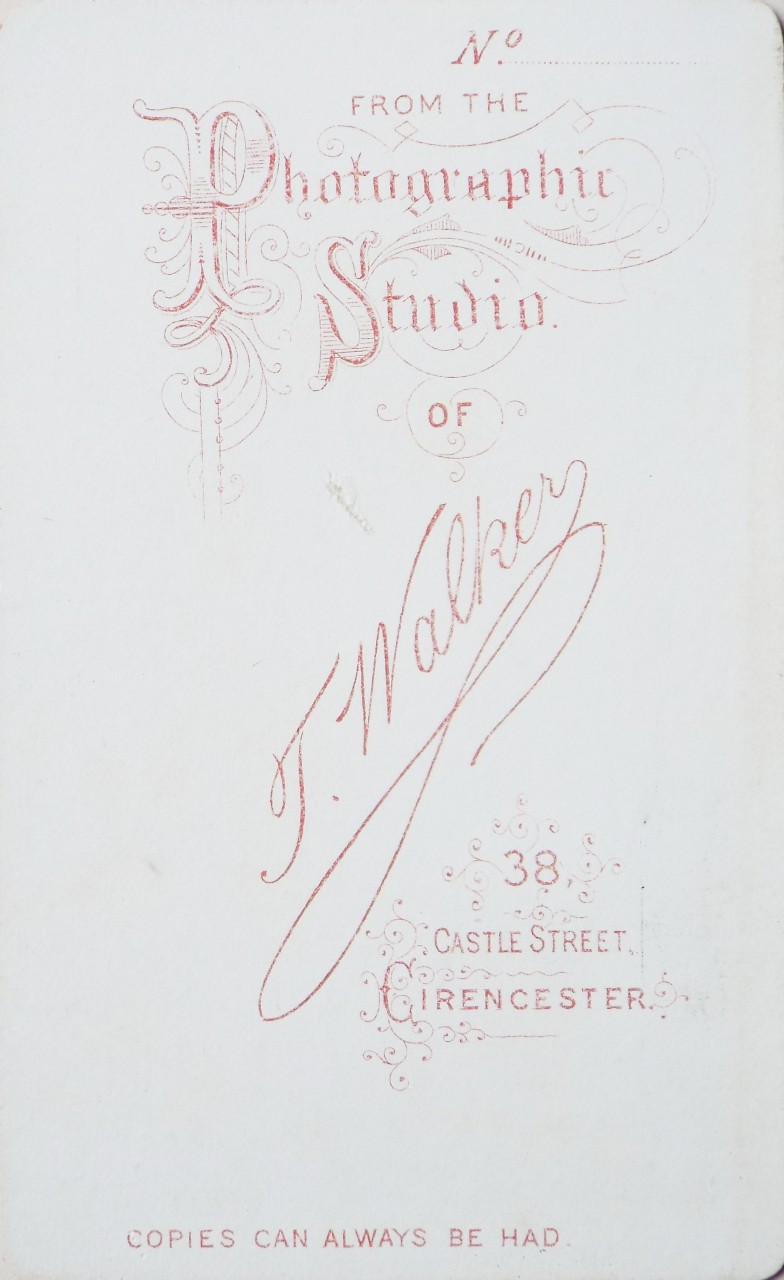 No.
FROM THE
Photographic
Studio.
OF
T. Walker
38,
CASTLE STREET,
CIRENCESTER.
COPIES CAN ALWAYS BE HAD.